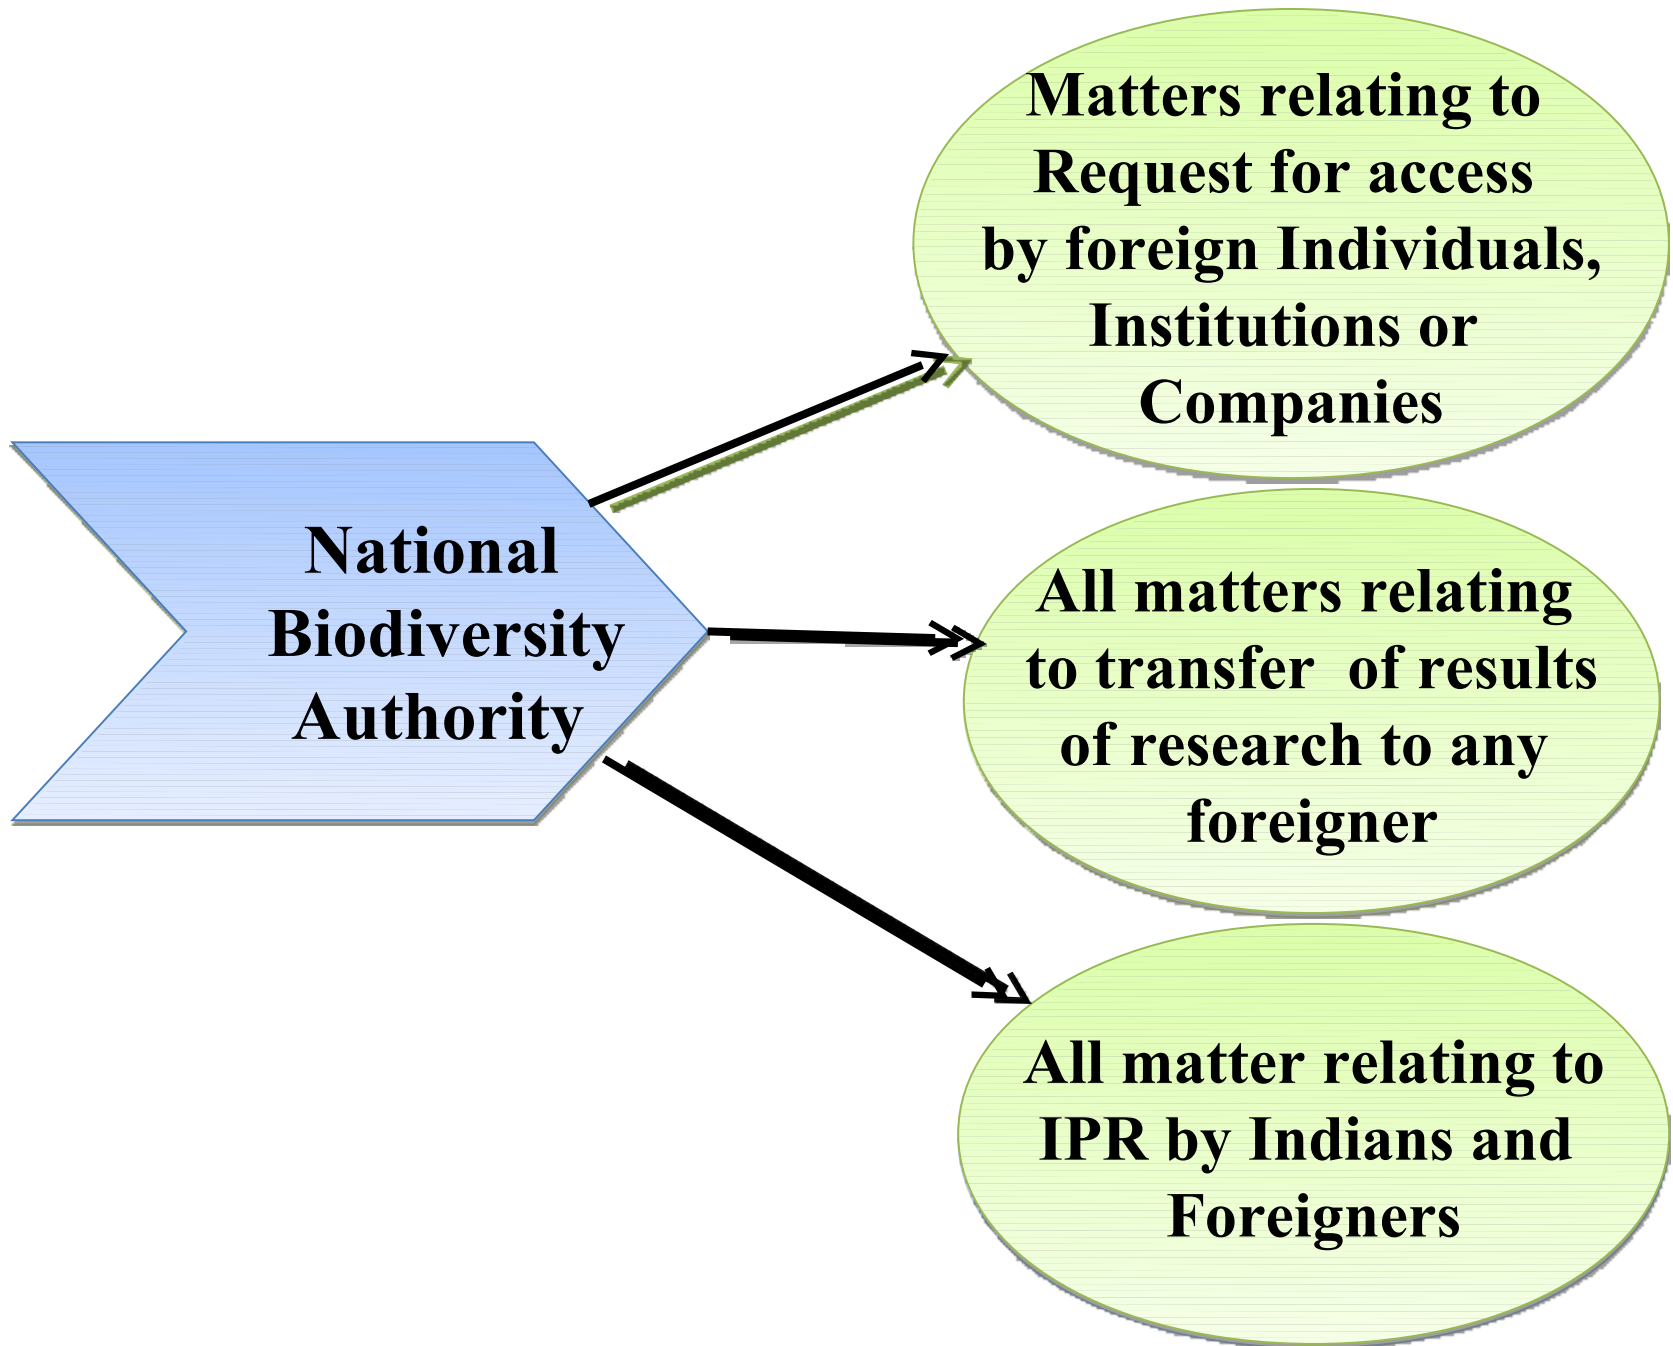 National
Biodiversity
Authority
Matters relating to
Request for access
by foreign Individuals,
Institutions or
Companies
All matters relating
to transfer of results
of research to any
foreigner
All matter relating to
IPR by Indians and
Foreigners